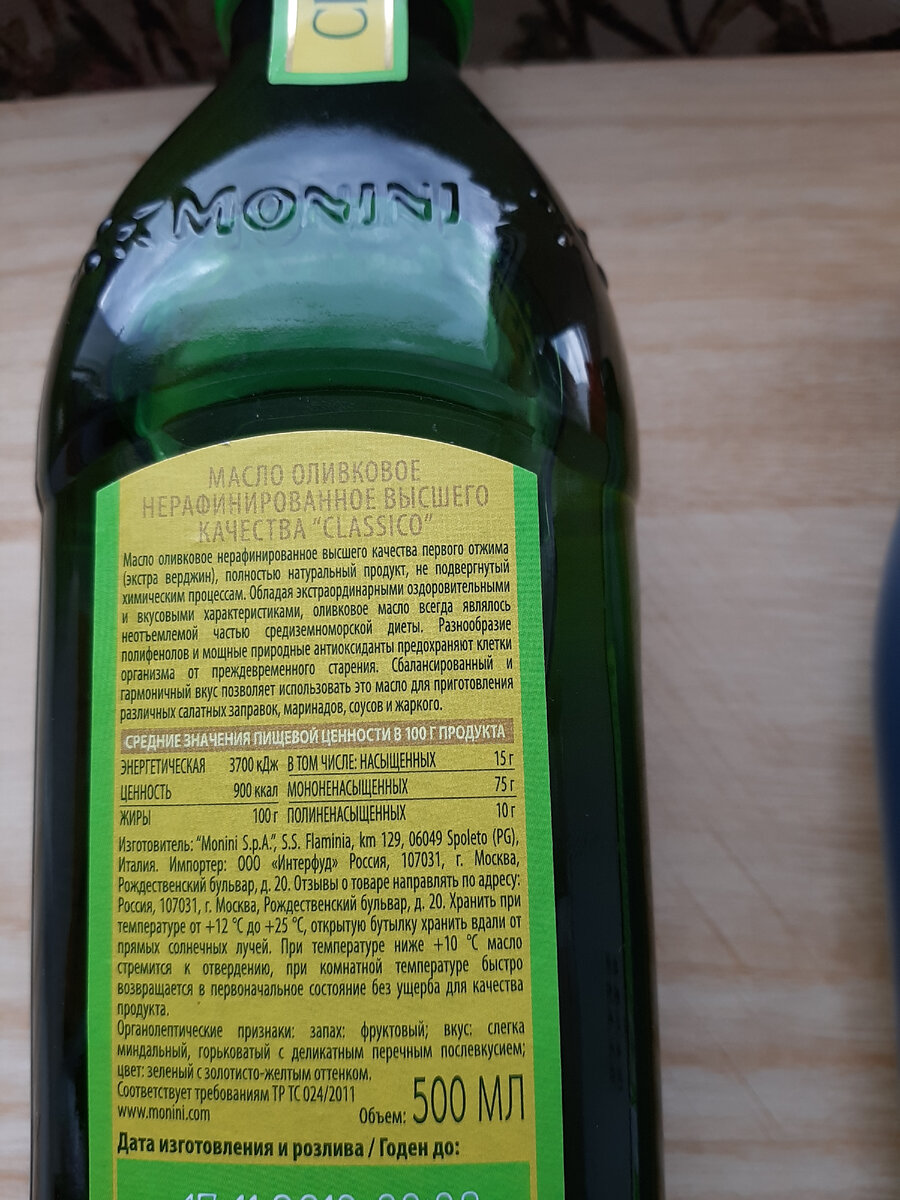 CL
MONINI
МАСЛО ОЛИВКОВОЕ
НЕРАФИНИРОВАННОЕ ВЫСШЕГО
КАЧЕСТВА "CLASSICO"
Масло оливковое нерафинированное высшего качества первого отжима
(экстра верджин), полностью натуральный продукт, не подвергнутый
химическим процессам. Обладая экстраординарными оздоровительными
и вкусовыми характеристиками, оливковое масло всегда являлось
неотъемлемой частью средиземноморской диеты. Разнообразие
полифенолов и мощные природные антиоксиданты предохраняют клетки
организма от преждевременного старения. Сбалансированный и
гармоничный вкус позволяет использовать это масло для приготовления
различных салатных заправок, маринадов, соусов и жаркого.
СРЕДНИЕ ЗНАЧЕНИЯ ПИЩЕВОЙ ЦЕННОСТИ В 100 Г ПРОДУКТА
ЭНЕРГЕТИЧЕСКАЯ 3700 кДж В ТОМ ЧИСЛЕ: НАСЫЩЕННЫХ 15 г
ЦЕННОСТЬ 900 ккал МОНОНЕНАСЫЩЕННЫХ 75 г
ЖИРЫ 100 г ПОЛИНЕНАСЫЩЕННЫХ 10 г
Изготовитель: "Monini S.p.A.", S.S. Flaminia, km 129, 06049 Spoleto (PG),
Италия. Импортер: ООО «Интерфуд» Россия, 107031, г. Москва,
Рождественский бульвар, д. 20. Отзывы о товаре направлять по адресу:
Россия, 107031, г. Москва, Рождественский бульвар, д. 20. Хранить при
температуре от +12 °С до +25 °С, открытую бутылку хранить вдали от
прямых солнечных лучей. При температуре ниже +10 °С масло
стремится к отвердению, при комнатной температуре быстро
возвращается в первоначальное состояние без ущерба для качества
продукта.
Органолептические признаки: запах: фруктовый; вкус: слегка
миндальный, горьковатый с деликатным перечным послевкусием;
цвет: зеленый с золотисто-желтым оттенком.
Соответствует требованиям ТР ТС 024/2011
www.monini.com Объем: 500 МЛ
Дата изготовления и розлива / Годен до: